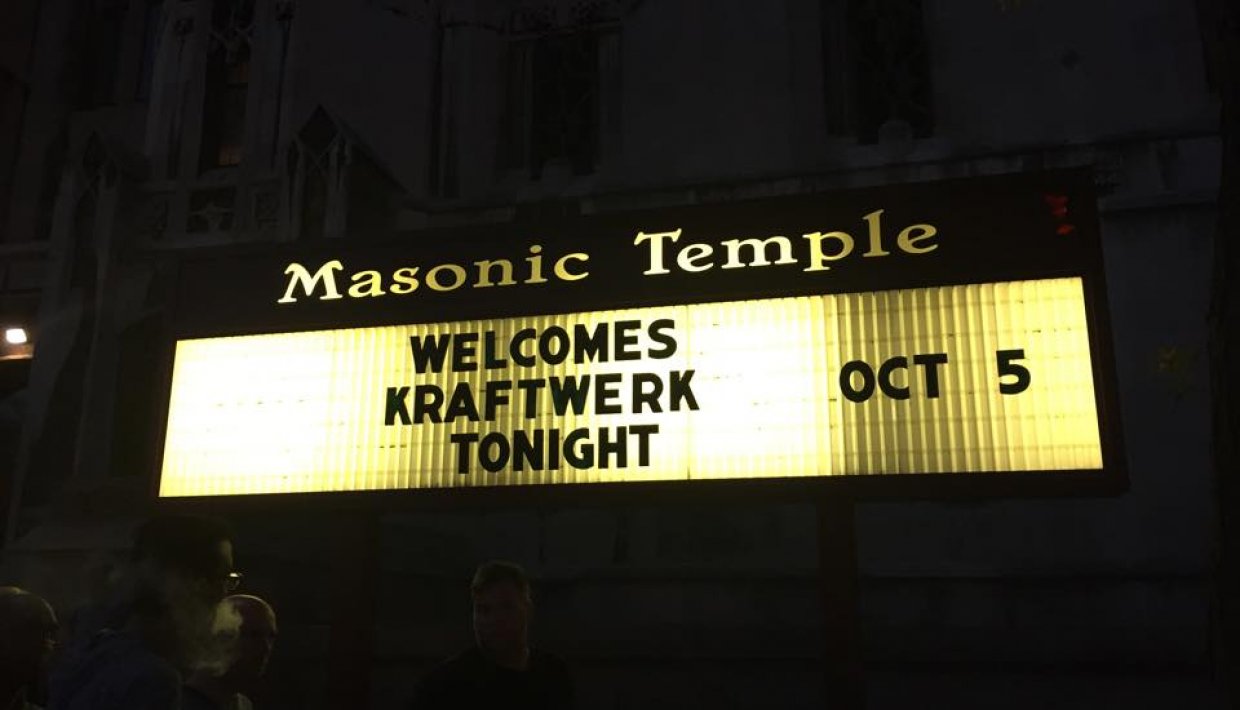 Masonic Temple
WELCOMES
KRAFTWERK
TONIGHT
OCT 5